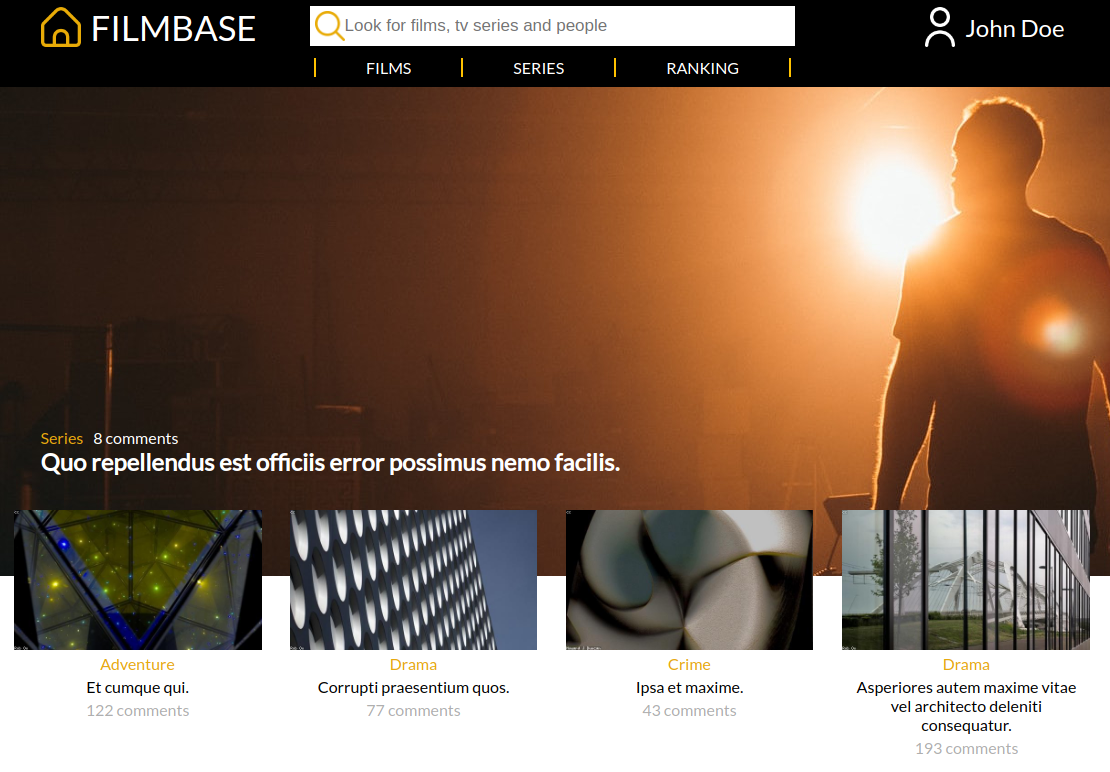 FILMBASE
Look for films, tv series and people
John Doe
FILMS
SERIES
RANKING
Series 8 comments
Quo repellendus est officiis error possimus nemo facilis.
Adventure
Et cumque qui.
122 comments
Drama
Corrupti praesentium quos.
77 comments
Crime
Ipsa et maxime.
43 comments
Drama
Asperiores autem maxime vitae
vel architecto deleniti
consequatur.
193 comments